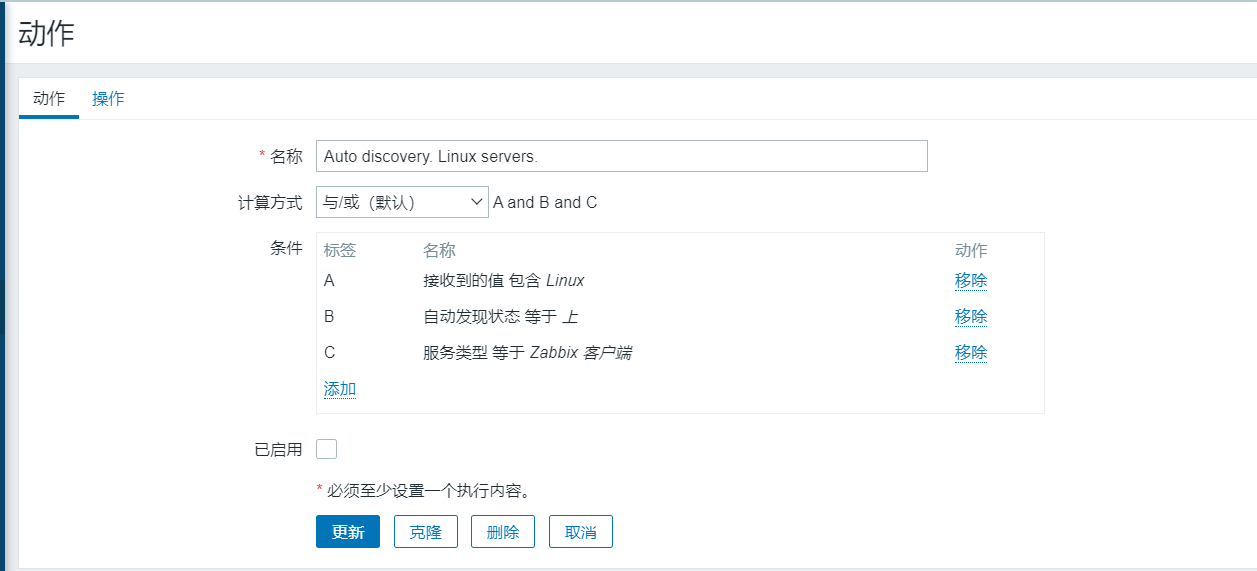 动作
动作 操作
* 名称 Auto discovery. Linux servers.
计算方式 与/或（默认） A and B and C
条件 标签 名称 动作
A 接收到的值 包含 Linux 移除
B 自动发现状态 等于 上 移除
C 服务类型 等于 Zabbix 客户端 移除
添加
已启用
* 必须至少设置一个执行内容。
更新 克隆 删除 取消